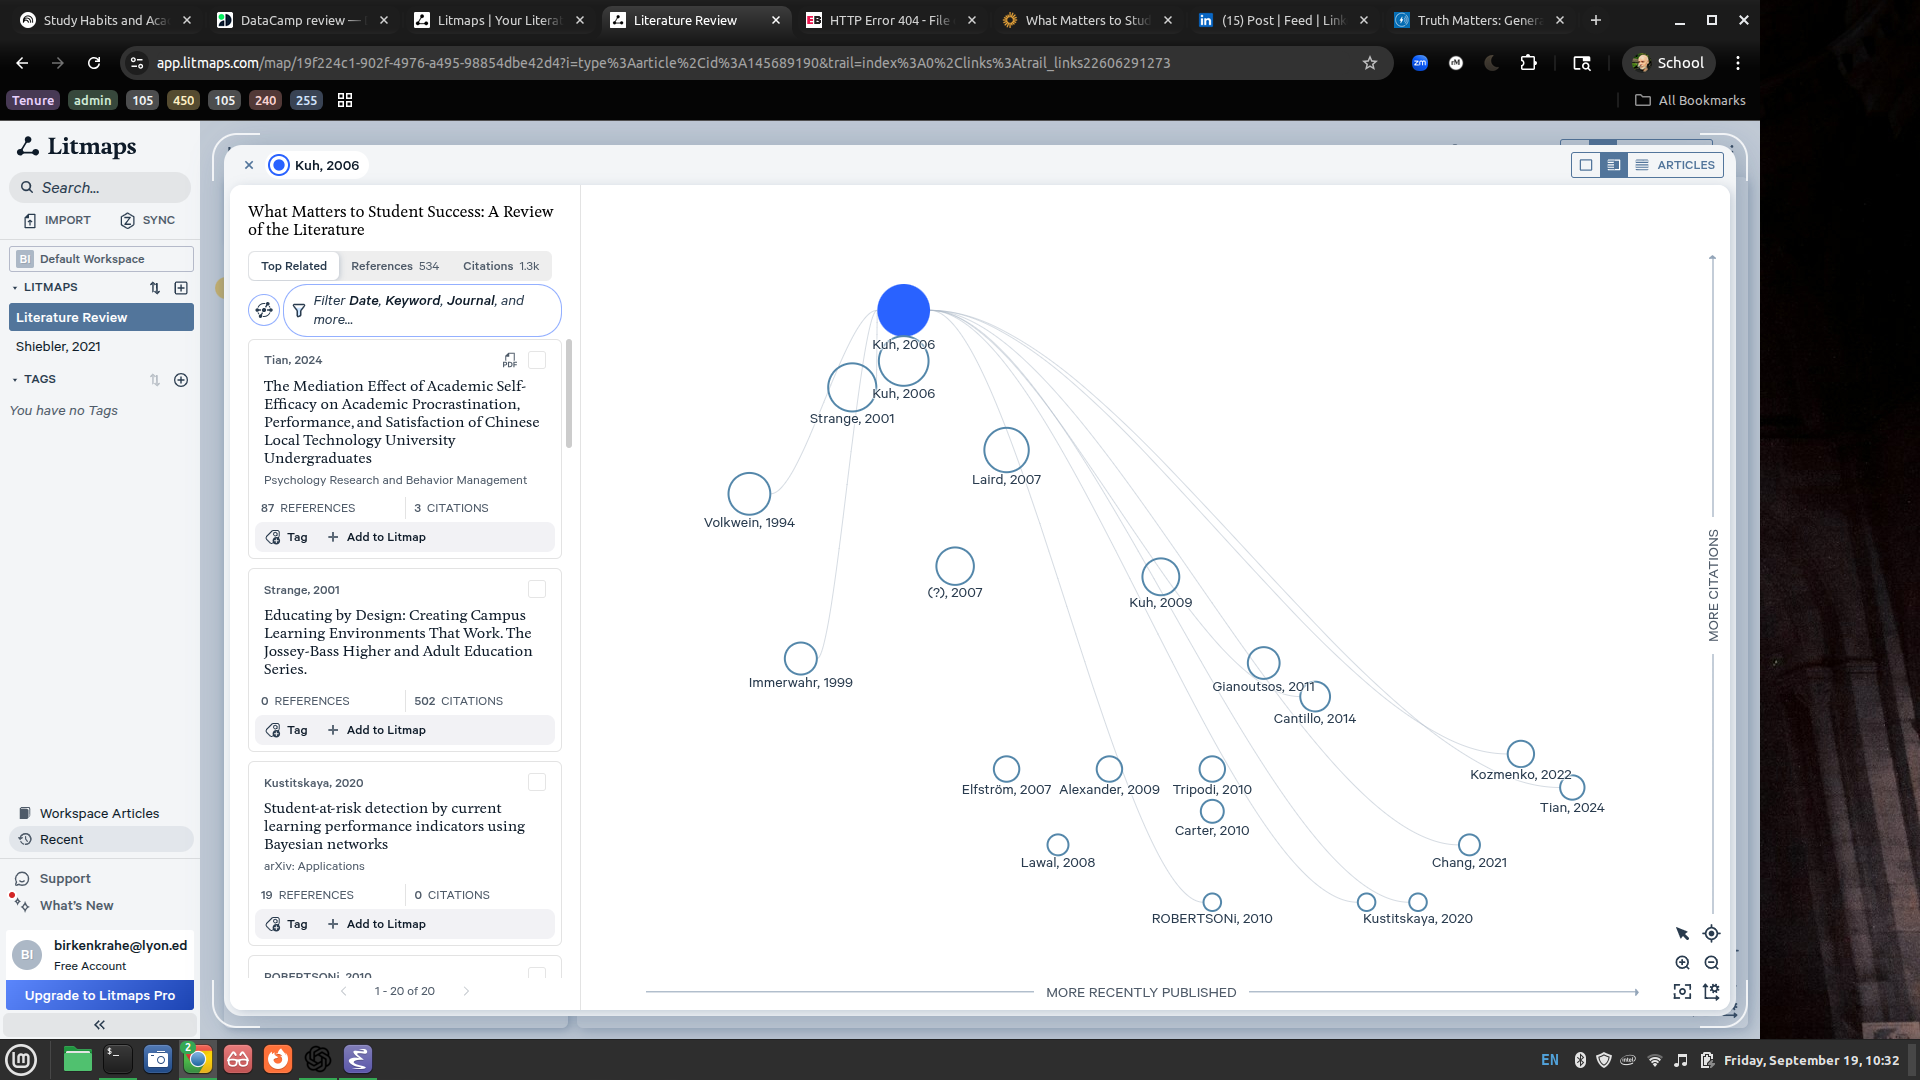 Study Habits and Aca
DataCamp review —
Litmaps | Your Litera
Literature Review
HTTP Error 404 - File
What Matters to Stud
(15) Post | Feed | Link
Truth Matters: Genera
app.litmaps.com/map/19f224c1-902f-4976-a495-98854dbe42d4?i=type%3Aarticle%2Cid%3A145689190&trail=index%3A0%2Clinks%3Atrail_links22606291273
School
Tenure admin 105 450 105 240 255
All Bookmarks
Litmaps
Search...
IMPORT SYNC
BI Default Workspace
LITMAPS
Literature Review
Shiebler, 2021
TAGS
You have no Tags
Workspace Articles
Recent
Support
What's New
BI birkenkrahe@lyon.ed
Free Account
Upgrade to Litmaps Pro
Kuh, 2006
ARTICLES
What Matters to Student Success: A Review
of the Literature
Top Related References 534 Citations 1.3k
Filter Date, Keyword, Journal, and
more...
Tian, 2024
PDF
The Mediation Effect of Academic Self-
Efficacy on Academic Procrastination,
Performance, and Satisfaction of Chinese
Local Technology University
Undergraduates
Psychology Research and Behavior Management
87 REFERENCES 3 CITATIONS
Tag + Add to Litmap
Strange, 2001
Educating by Design: Creating Campus
Learning Environments That Work. The
Jossey-Bass Higher and Adult Education
Series.
0 REFERENCES 502 CITATIONS
Tag + Add to Litmap
Kustitskaya, 2020
Student-at-risk detection by current
learning performance indicators using
Bayesian networks
arXiv: Applications
19 REFERENCES 0 CITATIONS
Tag + Add to Litmap
ROBERTSONi, 2010
1 - 20 of 20
Kuh, 2006
Kuh, 2006
Strange, 2001
Laird, 2007
Volkwein, 1994
(?), 2007
Kuh, 2009
Immerwahr, 1999
Gianoutsos, 2011
Cantillo, 2014
Kozmenko, 2022
Elfström, 2007
Alexander, 2009
Tripodi, 2010
Tian, 2024
Carter, 2010
Lawal, 2008
Chang, 2021
ROBERTSONi, 2010
Kustitskaya, 2020
MORE CITATIONS
MORE RECENTLY PUBLISHED
2
EN
Friday, September 19, 10:32